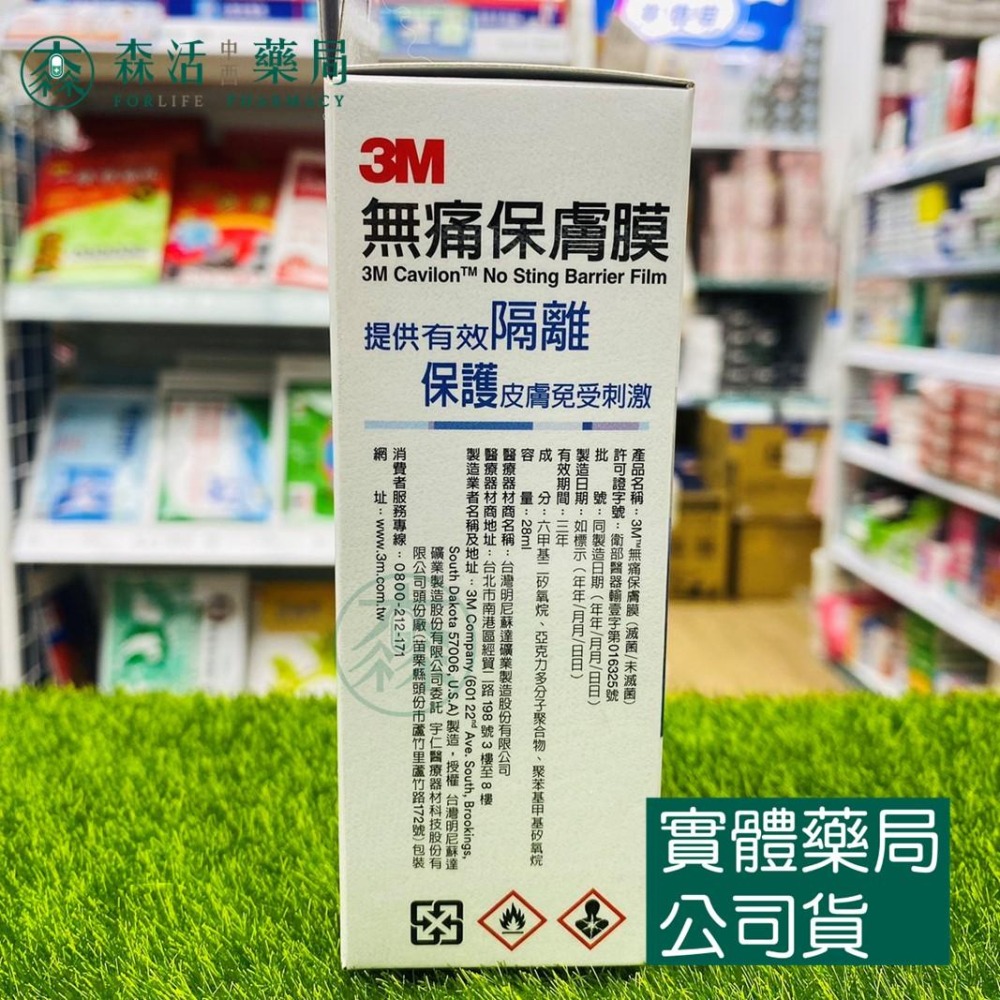 森活中西藥局
FORLIFE PHARMACY
3M
無痛保膚膜
3M Cavilon™ No Sting Barrier Film
提供有效隔離
保護皮膚免受刺激
產品名稱：3M™無痛保膚膜（滅菌/未滅菌）
許可證字號：衛部醫器輸壹字第016325號
批號：同製造日期（年年/月月/日日）
製造日期：如標示（年年/月月/日日）
有效期間：三年
成分：六甲基二矽氧烷、亞克力多分子聚合物、聚苯基甲基矽氧烷
容量：28ml
醫療器材商名稱：台灣明尼蘇達礦業製造股份有限公司
醫療器材商地址：台北市南港區經貿二路198號3樓至8樓
製造業者名稱及地址：3M Company (601 22nd Ave. South, Brookings,
South Dakota 57006, U.S.A) 製造，授權 台灣明尼蘇達
礦業製造股份有限公司委託 宇仁醫療器材科技股份有
限公司頭份廠(苗栗縣頭份市蘆竹里蘆竹路172號)包裝
消費者服務專線：0800-212-171
網址：www.3m.com.tw
實體藥局
公司貨